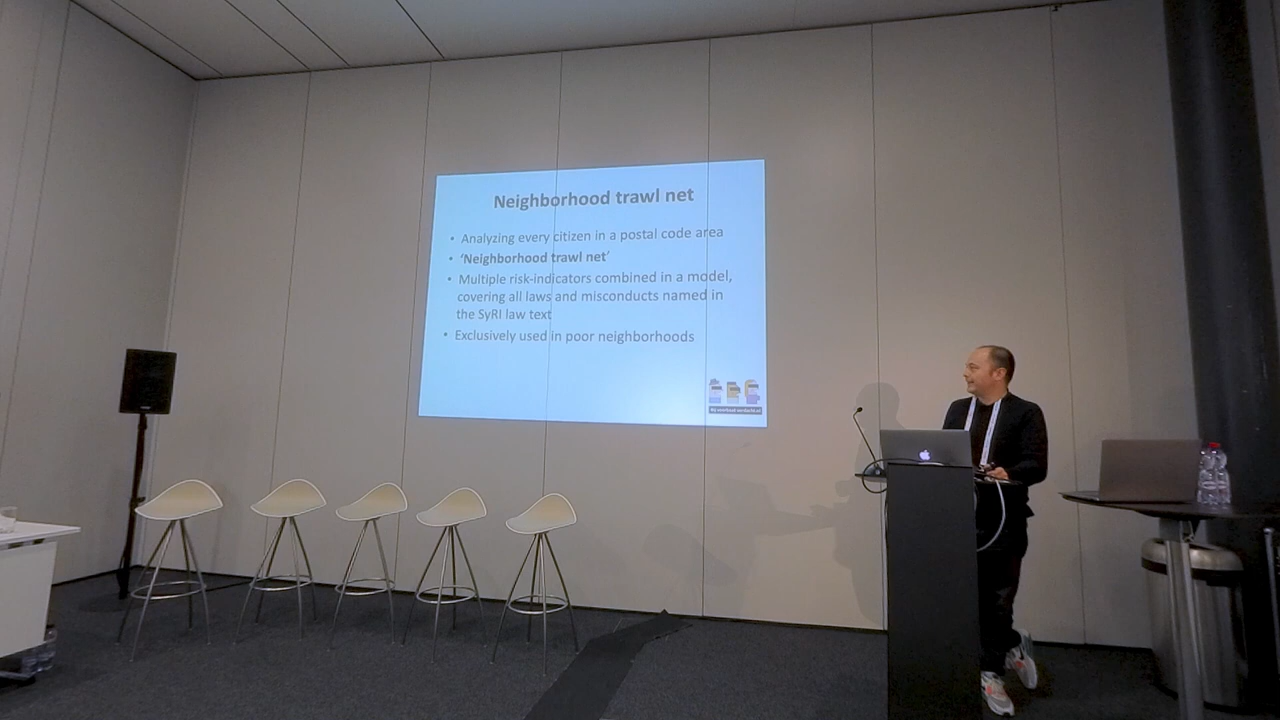 Neighborhood trawl net
• Analyzing every citizen in a postal code area
• ‘Neighborhood trawl net’
• Multiple risk-indicators combined in a model,
covering all laws and misconducts named in
the SyRI law text
• Exclusively used in poor neighborhoods